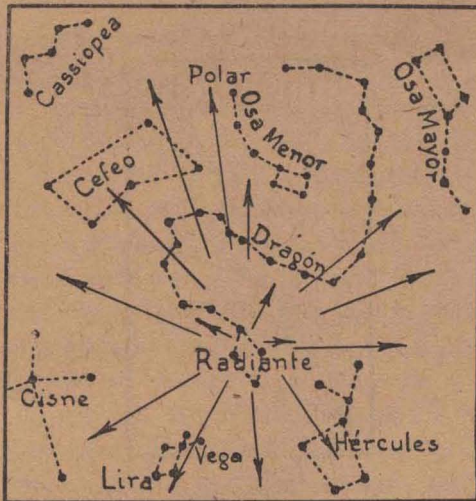 Cassiopea
Polar
Osa Menor
Osa Mayor
Cefeo
Dragón
Radiante
Cisne
Hércules
Vega
Lira